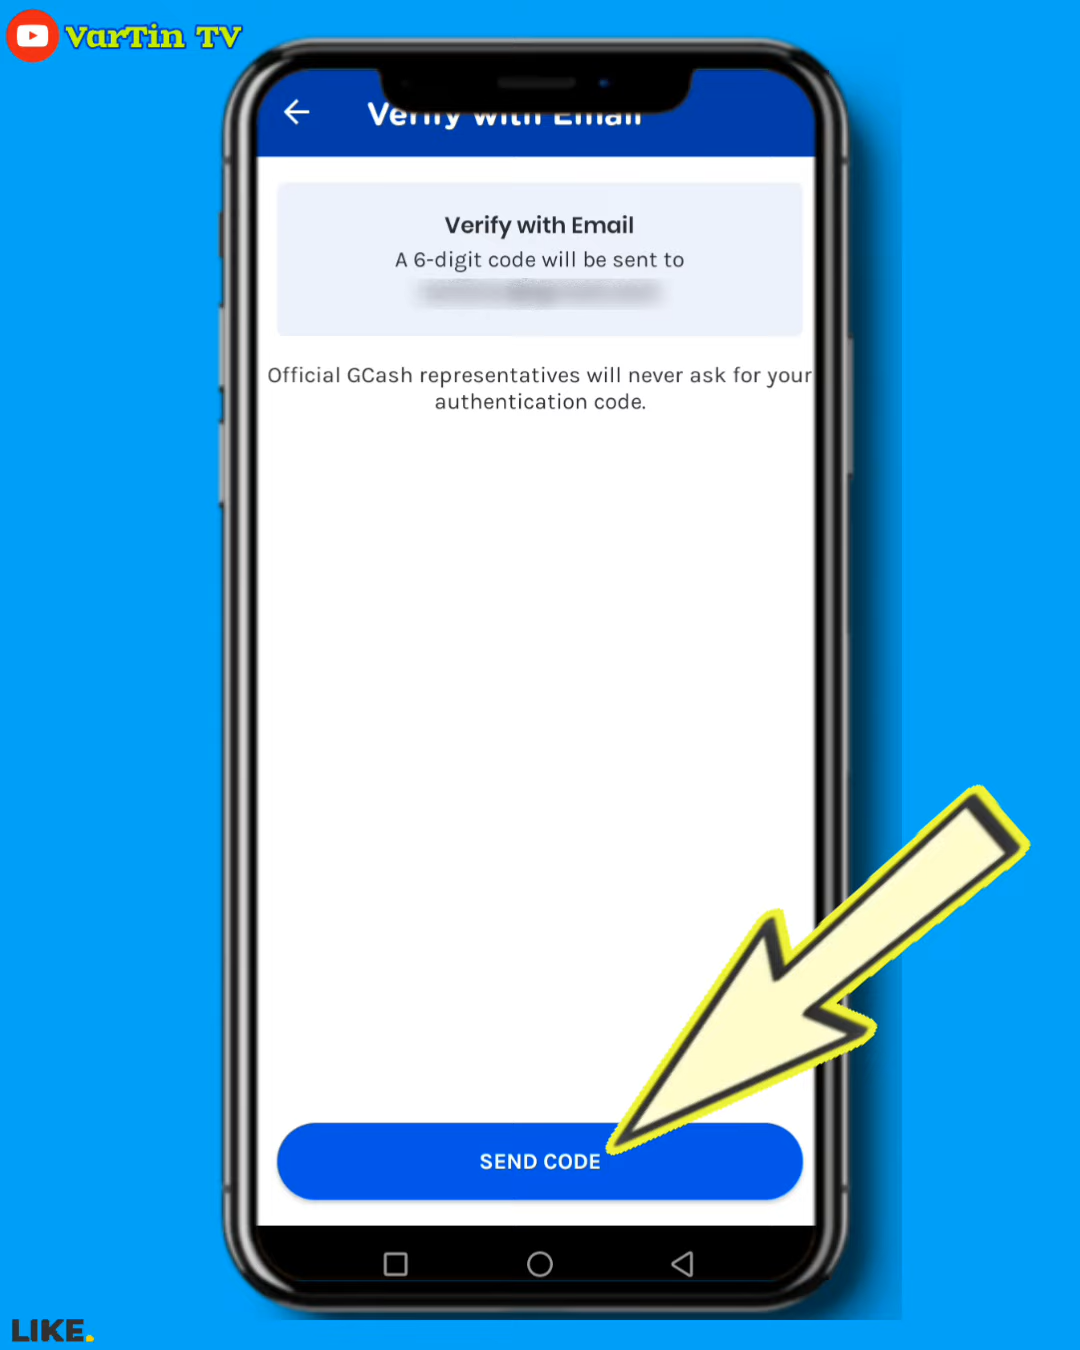 VarTin TV
Verify with Email
Verify with Email
A 6-digit code will be sent to
Official GCash representatives will never ask for your
authentication code.
SEND CODE
LIKE.